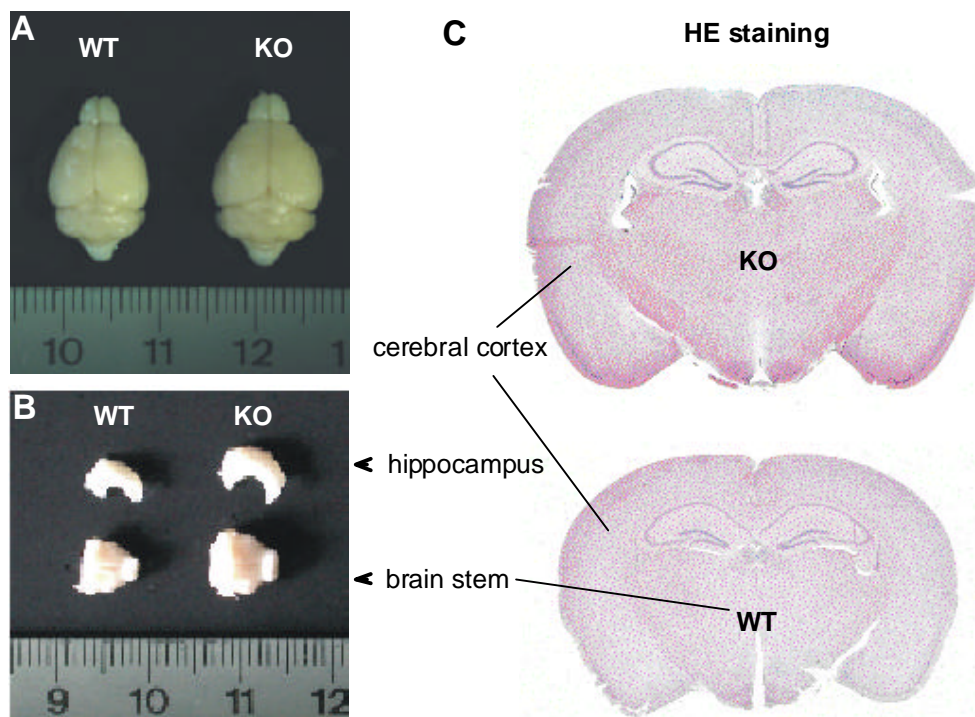 A
WT
KO
10
11
12
1
B
WT
KO
hippocampus
brain stem
9
10
11
12
C
HE staining
KO
cerebral cortex
WT